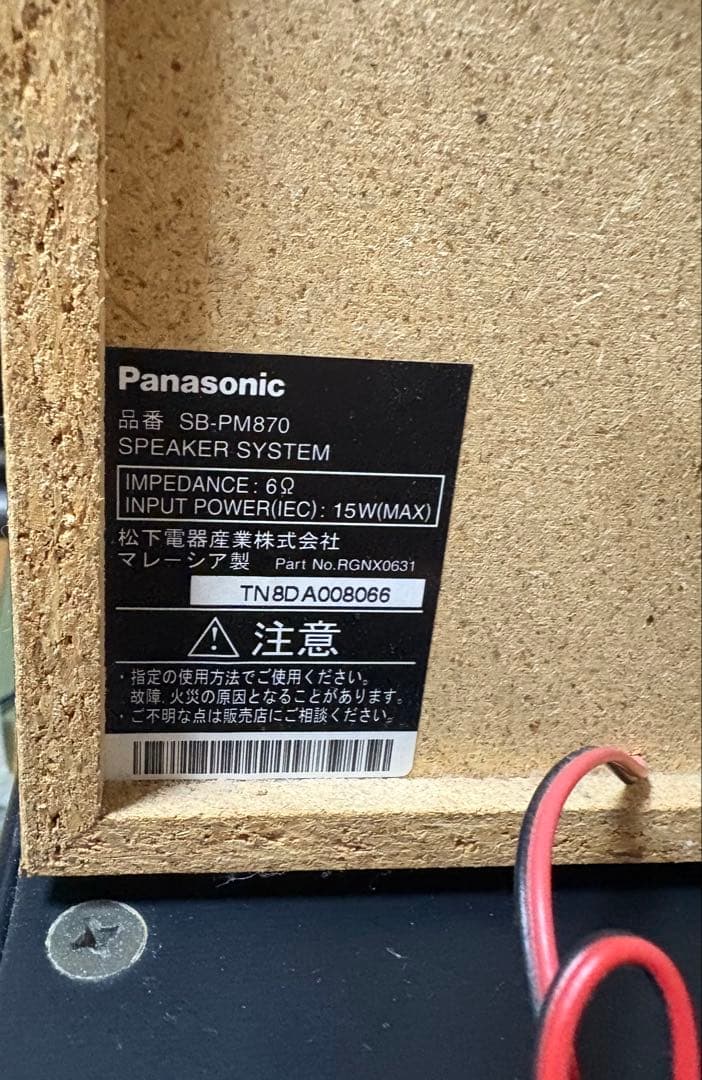 Panasonic
品番 SB-PM870
SPEAKER SYSTEM
IMPEDANCE: 6Ω
INPUT POWER(IEC): 15W(MAX)
松下電器産業株式会社
マレーシア製 Part No.RGNX0631
TN8DA008066
注意
・指定の使用方法でご使用ください。
故障、火災の原因となることがあります。
・ご不明な点は販売店にご相談ください。